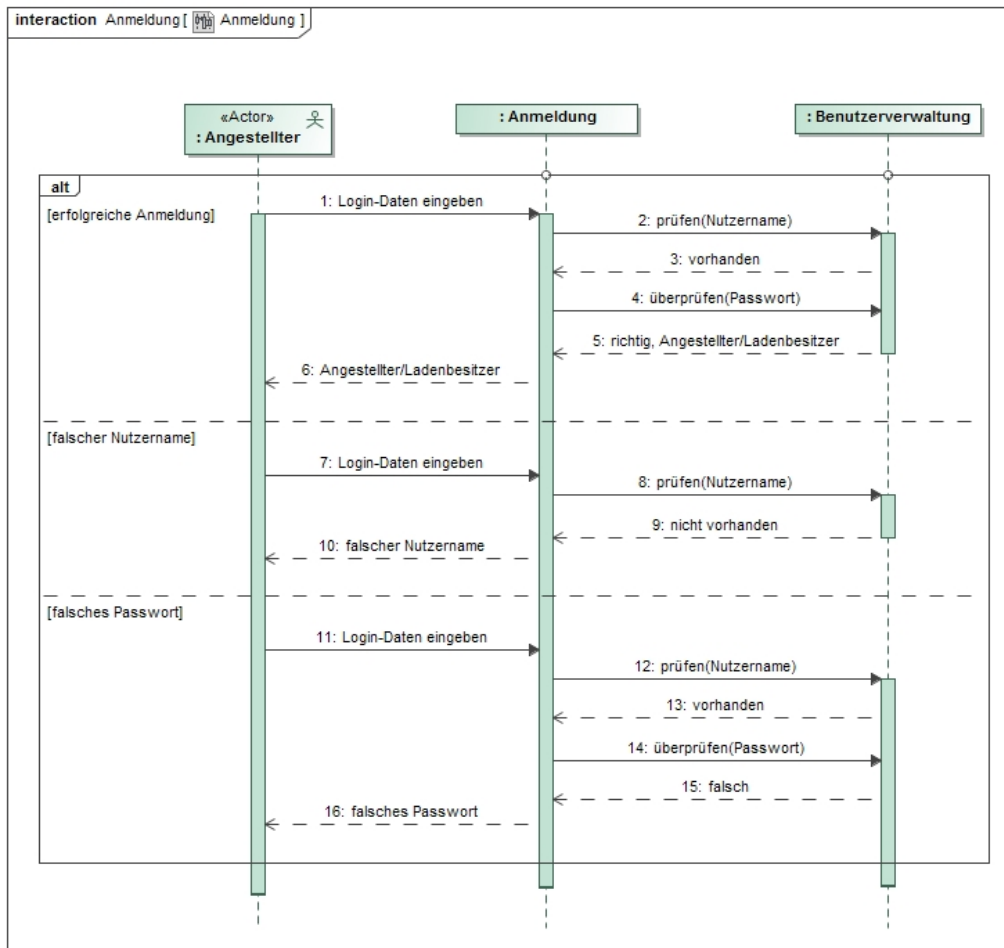 interaction Anmeldung [ Anmeldung ]
«Actor»
: Angestellter
: Anmeldung
: Benutzerverwaltung
alt
[erfolgreiche Anmeldung]
1: Login-Daten eingeben
2: prüfen(Nutzername)
3: vorhanden
4: überprüfen(Passwort)
5: richtig, Angestellter/Ladenbesitzer
6: Angestellter/Ladenbesitzer
[falscher Nutzername]
7: Login-Daten eingeben
8: prüfen(Nutzername)
9: nicht vorhanden
10: falscher Nutzername
[falsches Passwort]
11: Login-Daten eingeben
12: prüfen(Nutzername)
13: vorhanden
14: überprüfen(Passwort)
15: falsch
16: falsches Passwort